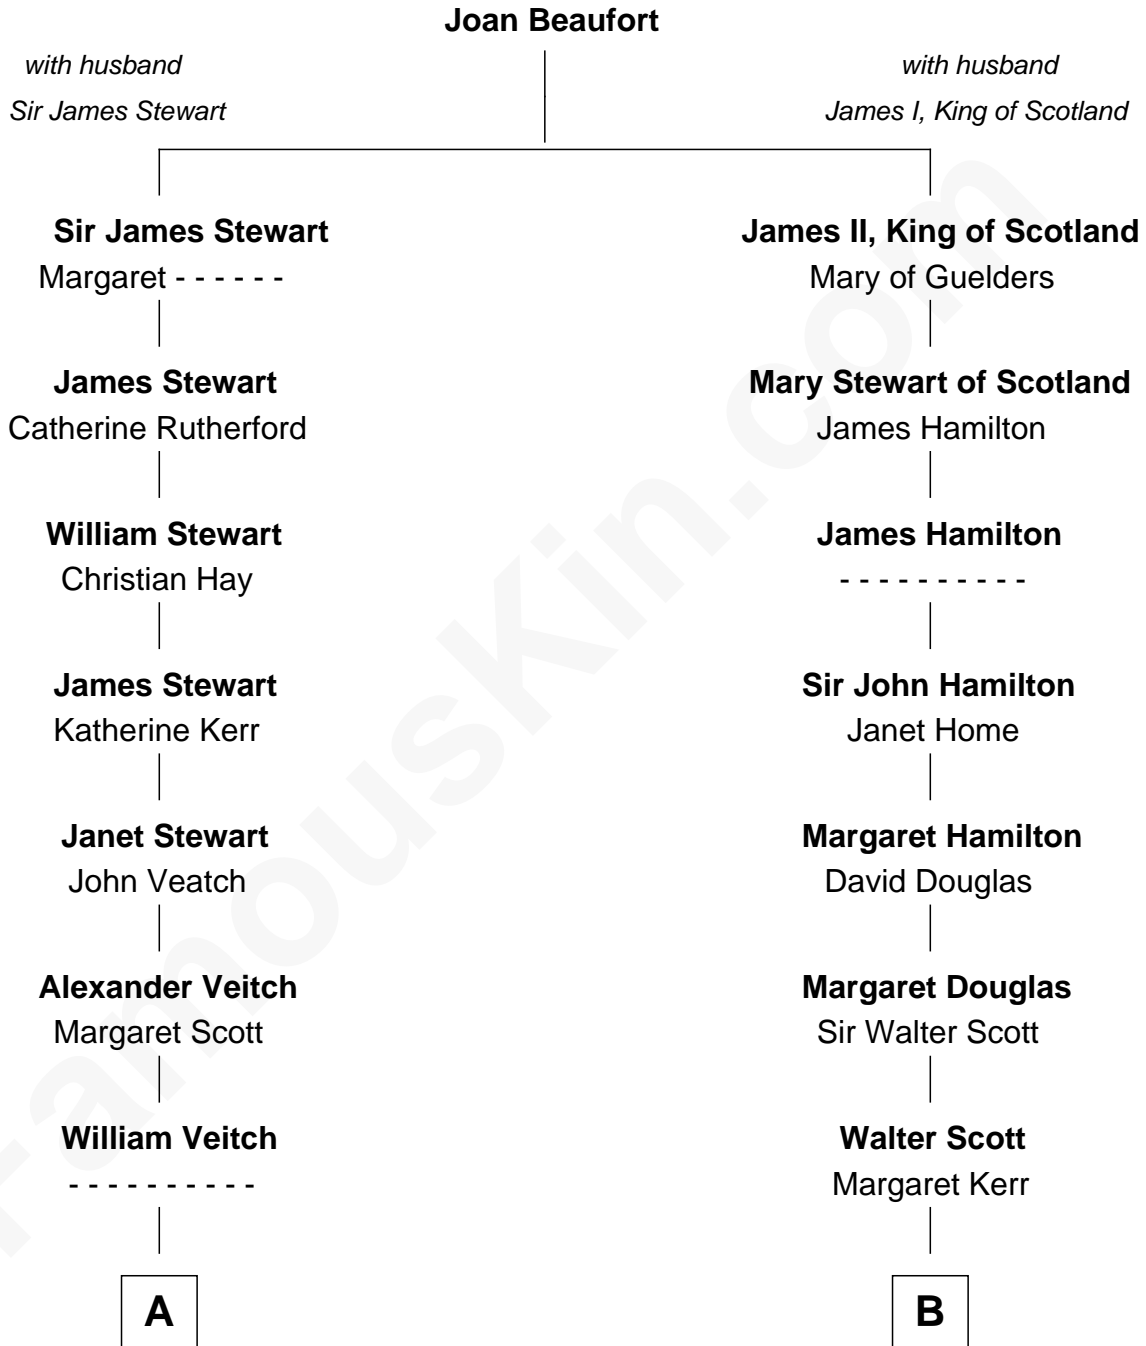 Joan Beaufort
with husband
Sir James Stewart
with husband
James I, King of Scotland
Sir James Stewart
Margaret - - - - - -
James II, King of Scotland
Mary of Guelders
James Stewart
Catherine Rutherford
Mary Stewart of Scotland
James Hamilton
William Stewart
Christian Hay
James Hamilton
- - - - - - - - - -
James Stewart
Katherine Kerr
Sir John Hamilton
Janet Home
Janet Stewart
John Veatch
Margaret Hamilton
David Douglas
Alexander Veitch
Margaret Scott
Margaret Douglas
Sir Walter Scott
William Veitch
- - - - - - - - - -
Walter Scott
Margaret Kerr
A
B
FamousKin.com